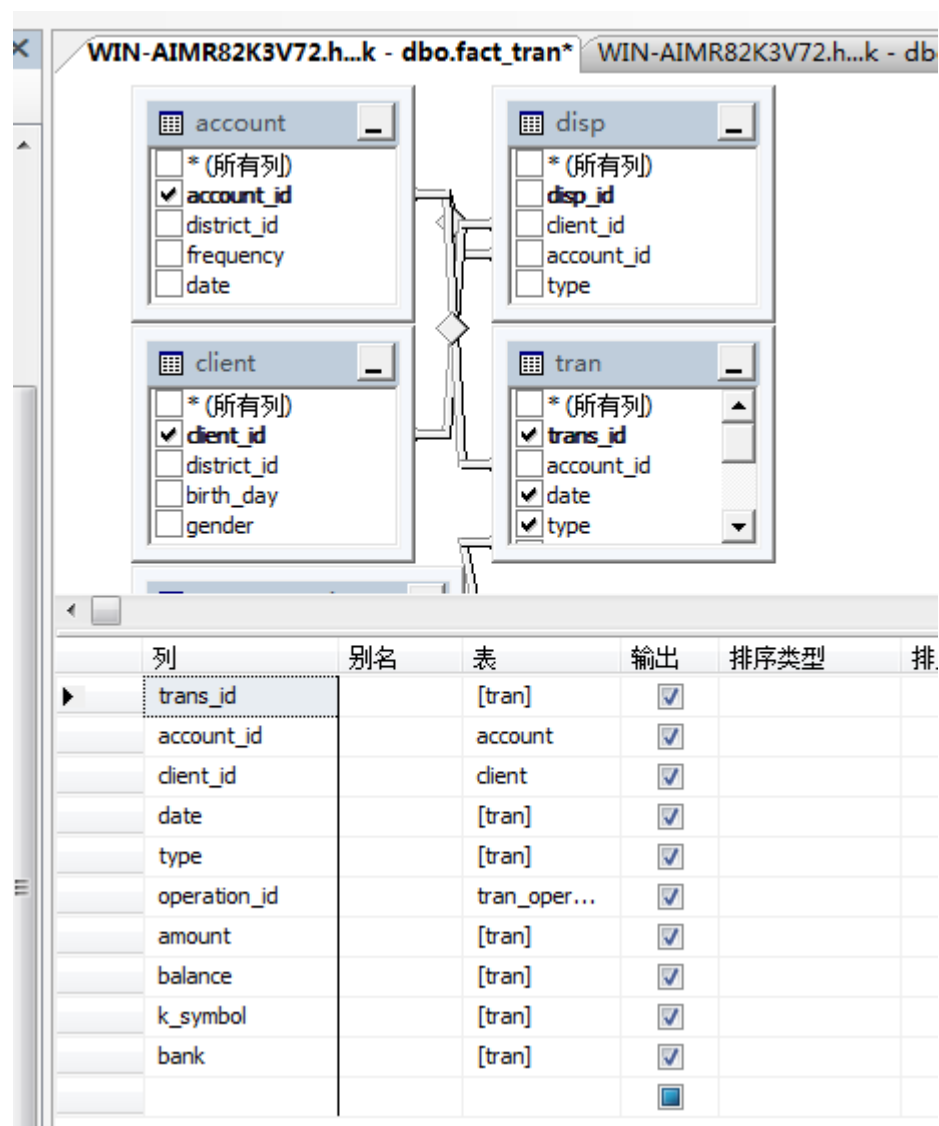 WIN-AIMR82K3V72.h...k - dbo.fact_tran* WIN-AIMR82K3V72.h...k - db
account
* (所有列)
account_id
district_id
frequency
date
disp
* (所有列)
disp_id
client_id
account_id
type
client
* (所有列)
client_id
district_id
birth_day
gender
tran
* (所有列)
trans_id
account_id
date
type
列 别名 表 输出 排序类型 排
trans_id [tran]
account_id account
client_id client
date [tran]
type [tran]
operation_id tran_oper...
amount [tran]
balance [tran]
k_symbol [tran]
bank [tran]